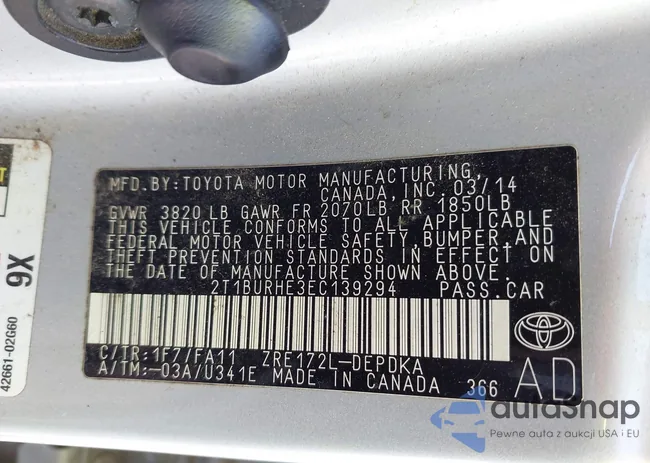 MFD.BY:TOYOTA MOTOR MANUFACTURING,
CANADA,INC. 03/14
GVWR 3820 LB GAWR FR 2070LB RR 1850LB
THIS VEHICLE CONFORMS TO ALL APPLICABLE
FEDERAL MOTOR VEHICLE SAFETY,BUMPER,AND
THEFT PREVENTION STANDARDS IN EFFECT ON
THE DATE OF MANUFACTURE SHOWN ABOVE.
2T1BURHE3EC139294 PASS.CAR
C/TR:1F7/FA11 ZRE172L-DEPDKA
A/TM:-03A/U341E MADE IN CANADA 366
AD
9X
42661-02G60
autaSnap
Pewne auta z aukcji USA i EU